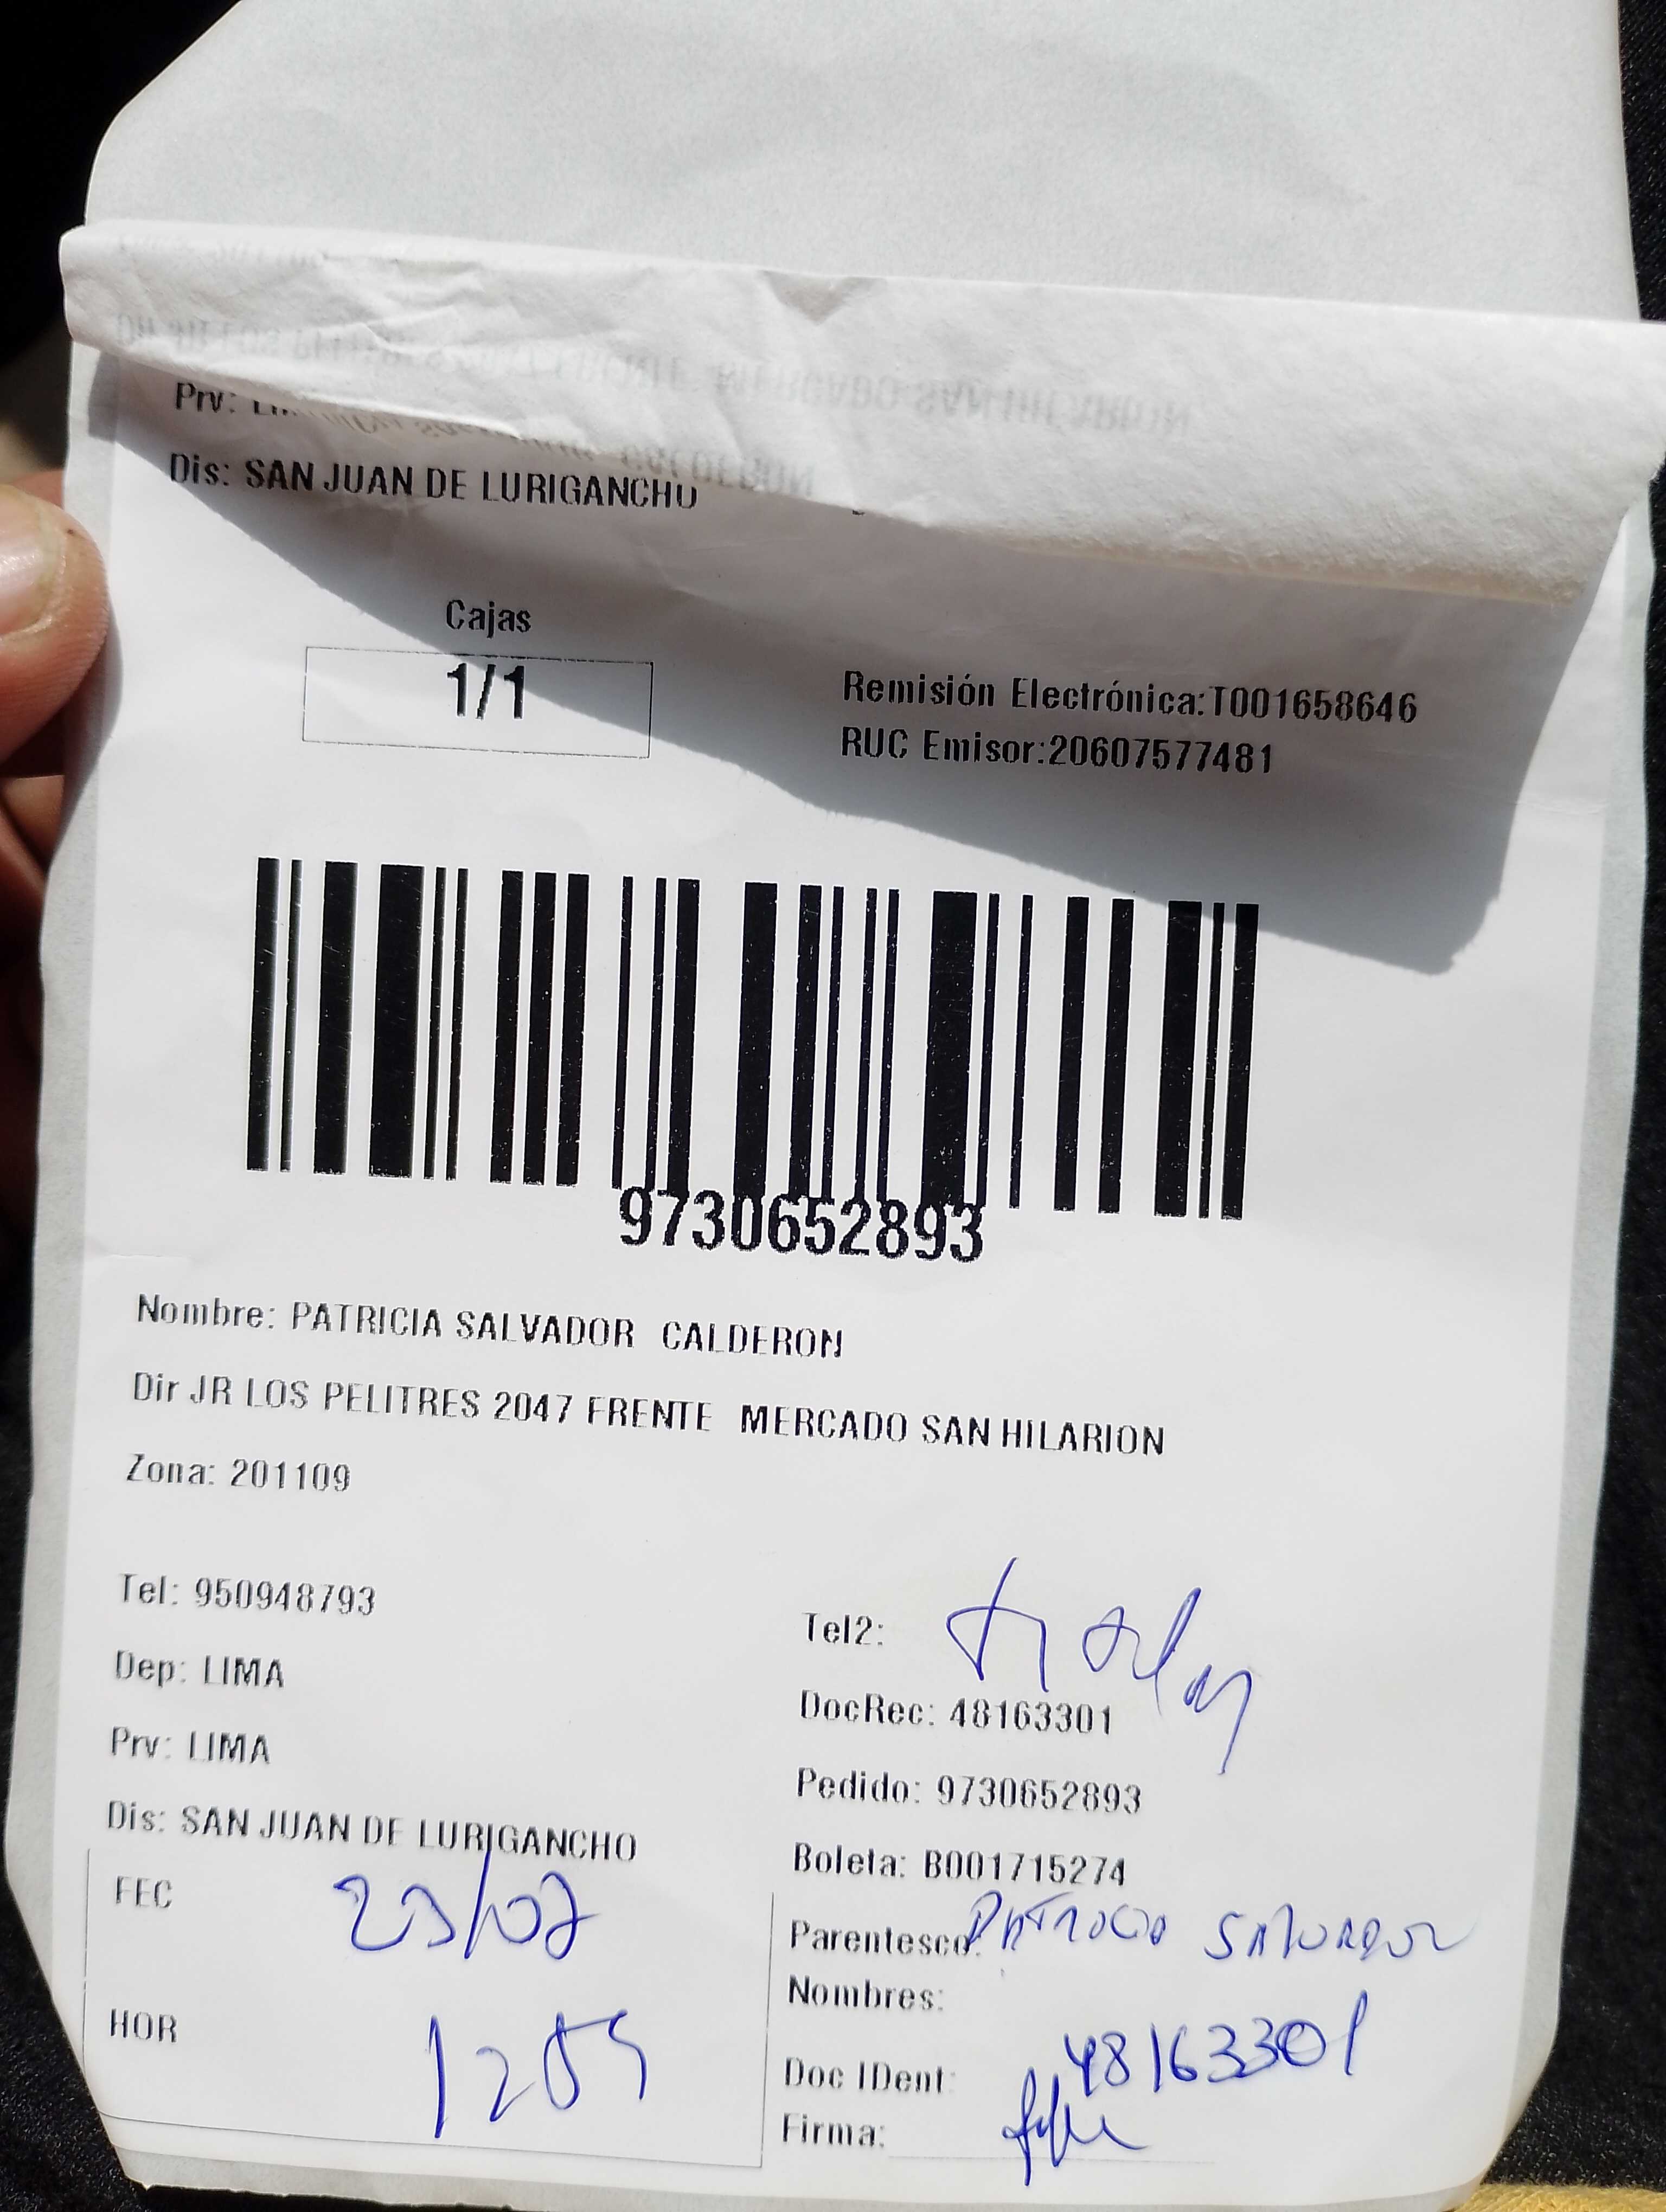 Prv:
Dis: SAN JUAN DE LURIGANCHO
Cajas
1/1
Remisión Electrónica:T001658646
RUC Emisor:20607577481
9730652893
Nombre: PATRICIA SALVADOR CALDERON
Dir JR LOS PELITRES 2047 FRENTE MERCADO SAN HILARION
Zona: 201109
Tel: 950948793
Tel2:
Dep: LIMA
DocRec: 48163301
Prv: LIMA
Pedido: 9730652893
Dis: SAN JUAN DE LURIGANCHO
Boleta: B001715274
FEC 23/07
Parentesco: PATRICIA SALVADOR
Nombres:
HOR
Doc IDent: 48163301
Firma: